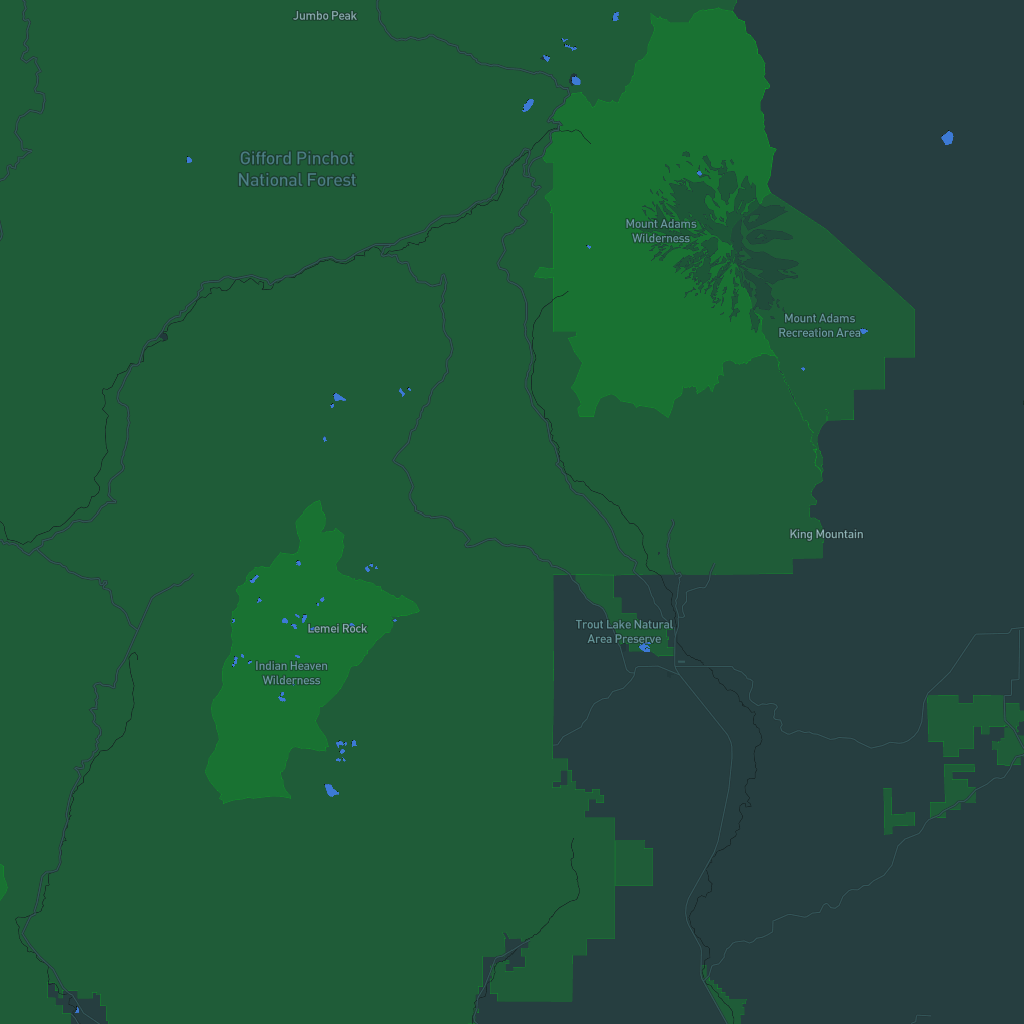 Jumbo Peak
Gifford Pinchot
National Forest
Mount Adams
Wilderness
Mount Adams
Recreation Area
King Mountain
Trout Lake Natural
Area Preserve
Lemei Rock
Indian Heaven
Wilderness